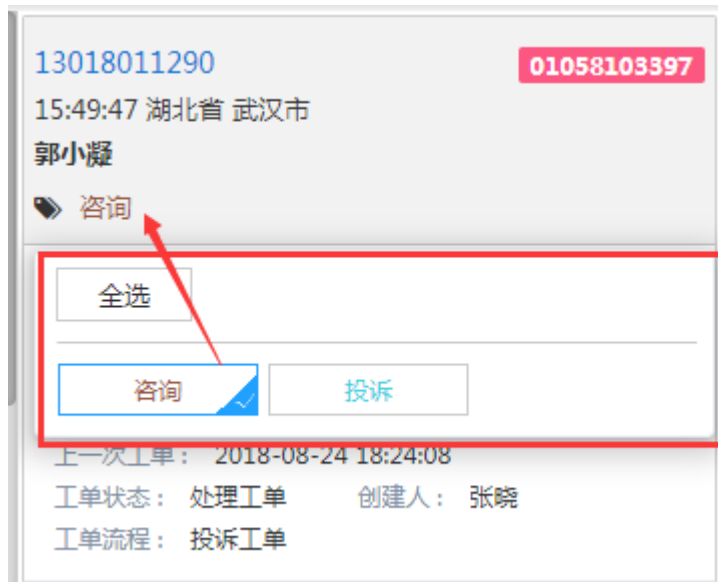 13018011290 01058103397
15:49:47 湖北省 武汉市
郭小凝
咨询
全选
咨询 投诉
上一次工单： 2018-08-24 18:24:08
工单状态： 处理工单 创建人： 张晓
工单流程： 投诉工单